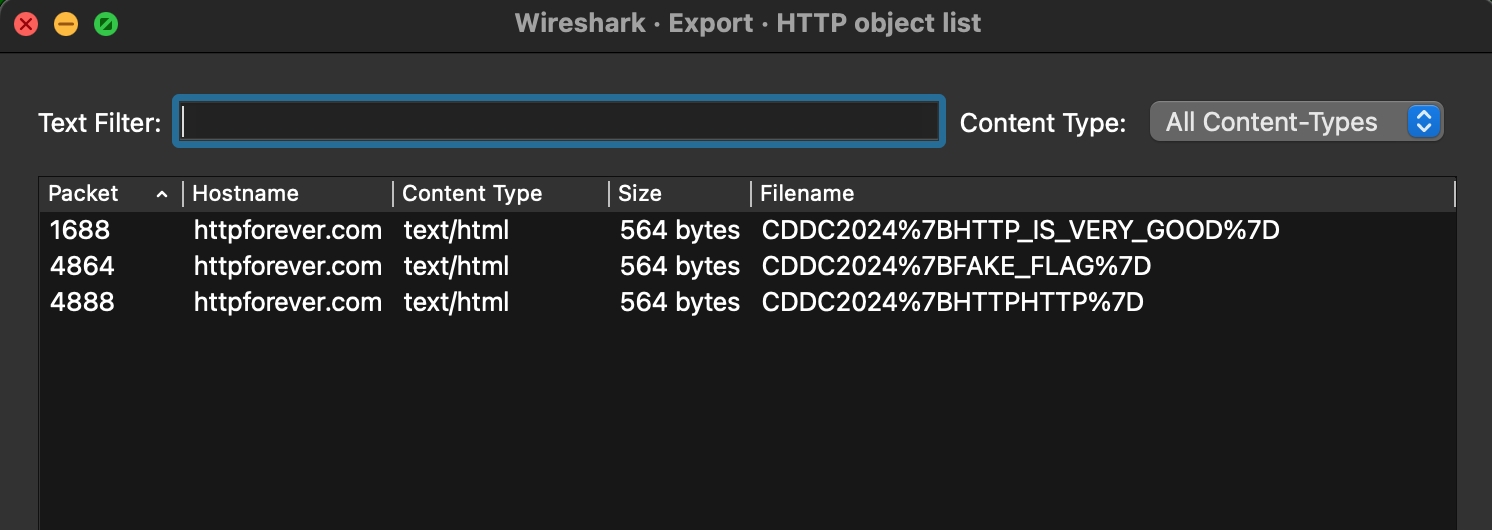 Wireshark · Export · HTTP object list
Text Filter: Content Type: All Content-Types
Packet Hostname Content Type Size Filename
1688 httpforever.com text/html 564 bytes CDDC2024%7BHTTP_IS_VERY_GOOD%7D
4864 httpforever.com text/html 564 bytes CDDC2024%7BFAKE_FLAG%7D
4888 httpforever.com text/html 564 bytes CDDC2024%7BHTTPHTTP%7D